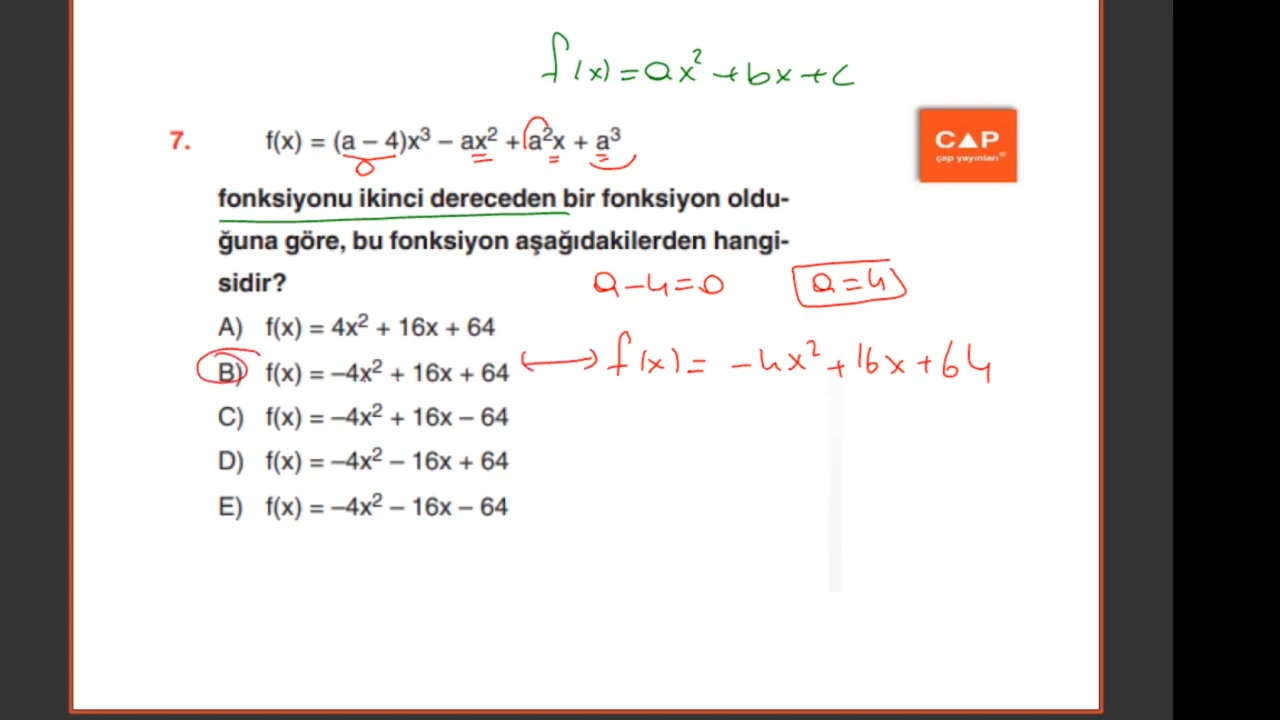 f(x) = ax² + bx + c
7. f(x) = (a – 4)x³ – ax² + a²x + a³
0
fonksiyonu ikinci dereceden bir fonksiyon oldu-
ğuna göre, bu fonksiyon aşağıdakilerden hangi-
sidir?
a – 4 = 0 a = 4
A) f(x) = 4x² + 16x + 64
B) f(x) = –4x² + 16x + 64 ⟷ f(x) = –4x² + 16x + 64
C) f(x) = –4x² + 16x – 64
D) f(x) = –4x² – 16x + 64
E) f(x) = –4x² – 16x – 64
ÇAP
çap yayınları®